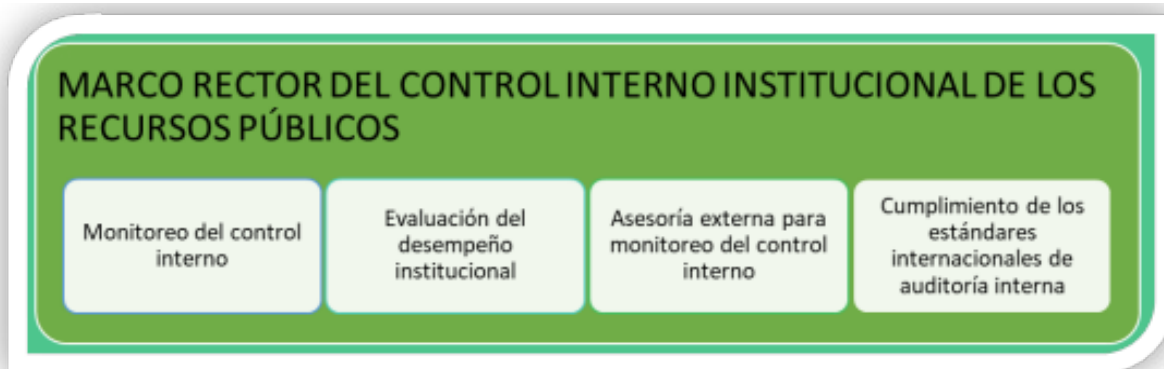 MARCO RECTOR DEL CONTROL INTERNO INSTITUCIONAL DE LOS
RECURSOS PÚBLICOS
Monitoreo del control
interno
Evaluación del
desempeño
institucional
Asesoría externa para
monitoreo del control
interno
Cumplimiento de los
estándares
internacionales de
auditoría interna